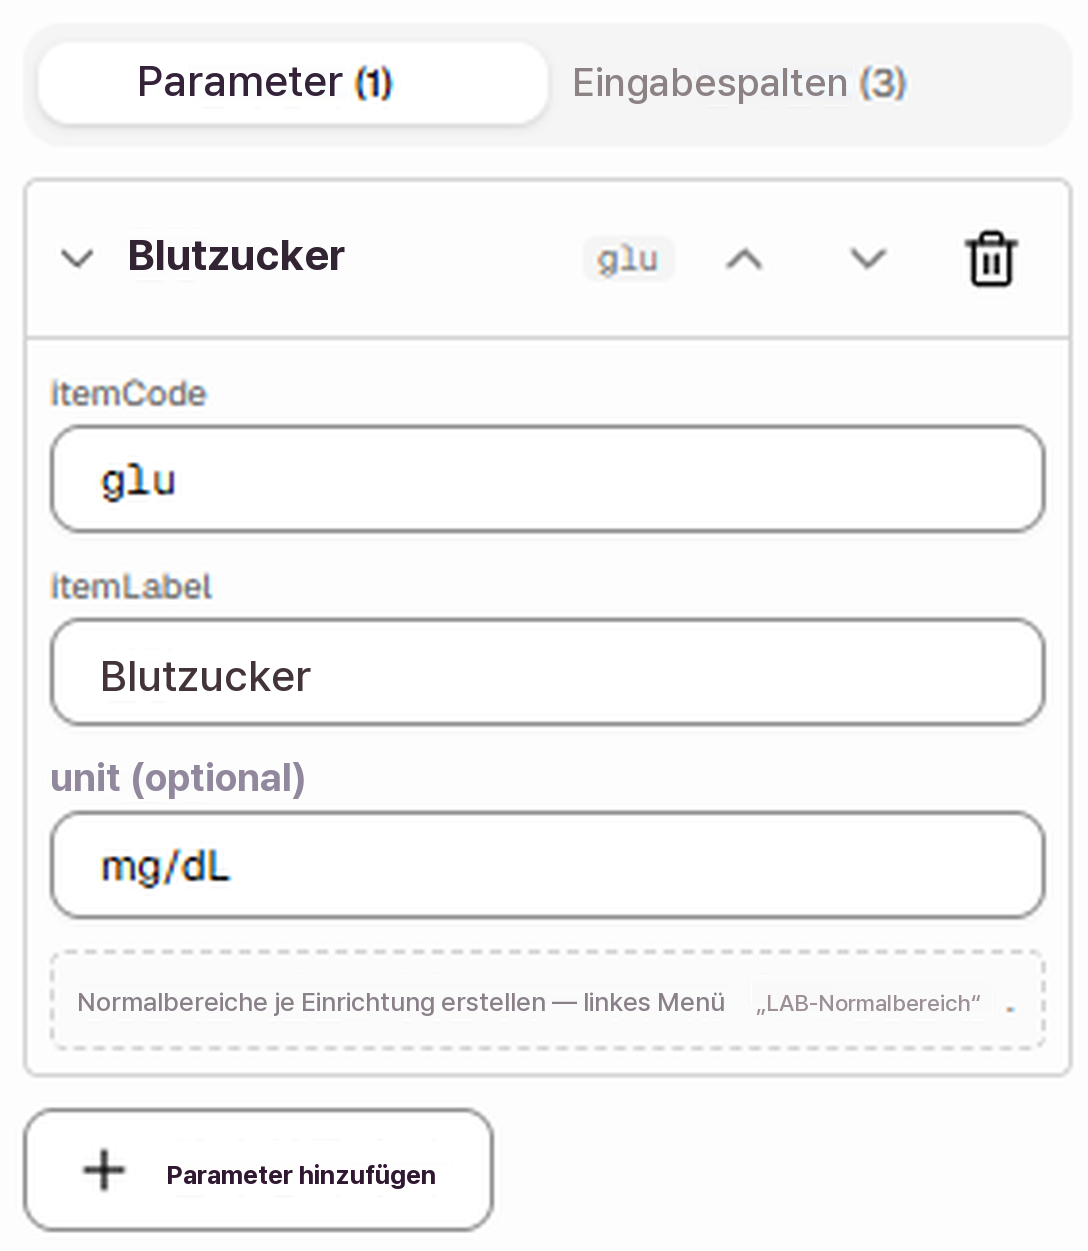 Parameter (1) Eingabespalten (3)
Blutzucker glu
itemCode
glu
itemLabel
Blutzucker
unit (optional)
mg/dL
Normalbereiche je Einrichtung erstellen — linkes Menü „LAB-Normalbereich“ .
Parameter hinzufügen